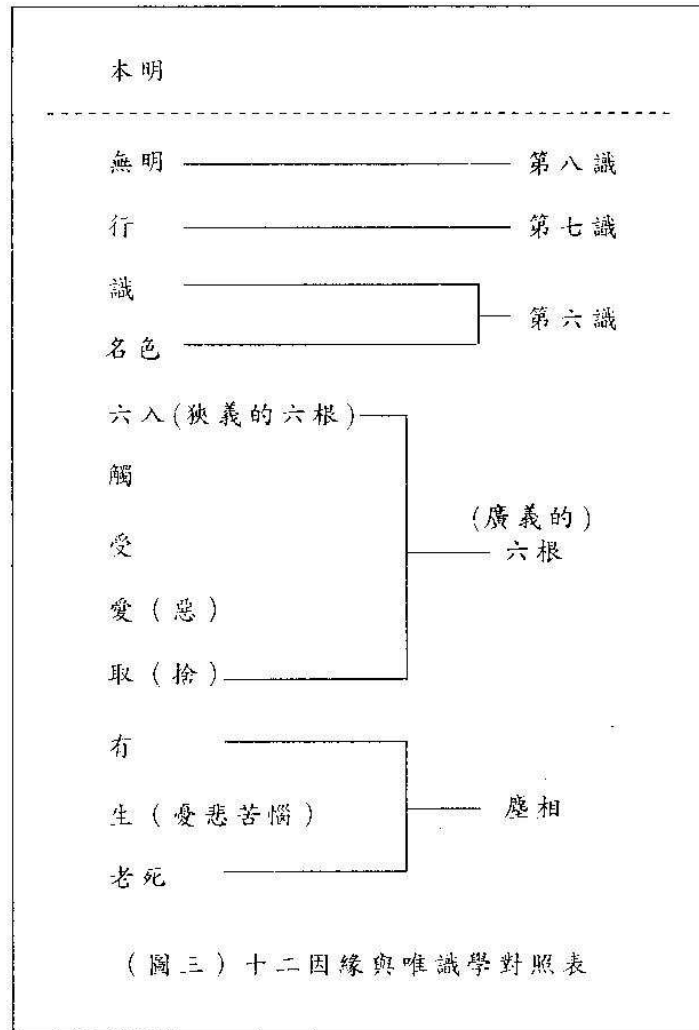 本明
無明 第八識
行 第七識
識
第六識
名色
六入(狹義的六根)
觸
(廣義的)
受
六根
愛(惡)
取(捨)
有
生(憂悲苦惱)
塵相
老死
(圖三)十二因緣與唯識學對照表